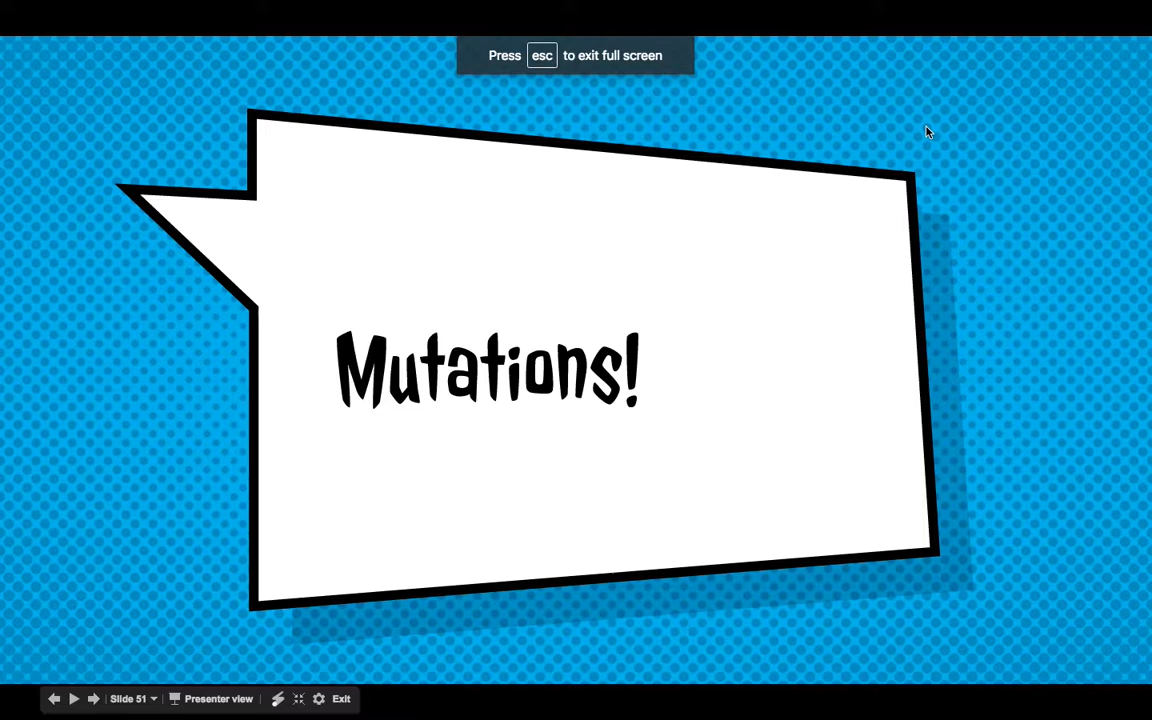 Press esc to exit full screen
Mutations!
Slide 51 Presenter view Exit